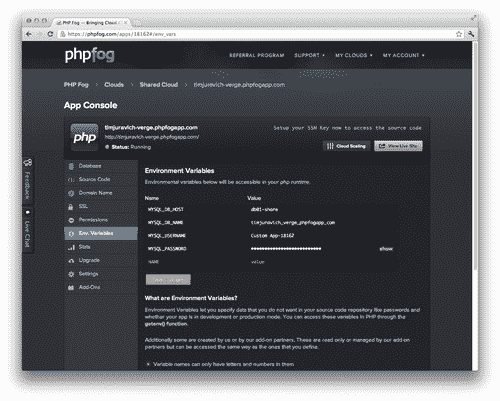 PHP Fog — Bringing Cloud C
https://phpfog.com/apps/18162#/env_vars
phpfog
REFERRAL PROGRAM SUPPORT MY CLOUDS MY ACCOUNT
PHP Fog > Clouds > Shared Cloud > timjuravich-verge.phpfogapp.com
App Console
php
timjuravich-verge.phpfogapp.com
http://timjuravich-verge.phpfogapp.com/
Status: Running
Setup your SSH Key now to access the source code
Cloud Scaling
View Live Site
Feedback
Live Chat
Database
Source Code
Domain Name
SSL
Permissions
Env. Variables
Stats
Upgrade
Settings
Add-Ons
Environment Variables
Environmental variables below will be accessible in your php runtime.
Name Value
MYSQL_DB_HOST db01-share
MYSQL_DB_NAME timjuravich_verge_phpfogapp_com
MYSQL_USERNAME Custom App-18162
MYSQL_PASSWORD ************************** show
NAME value
What are Environment Variables?
Environment Variables let you specify data that you do not want in your source code repository like passwords and
whether your app is in development or production mode. You can access these variables in PHP through the
getenv() function.
Additionally some are created by us or by our add-on partners. These are read only or managed by our add-on
partners but can be accessed the same way as the ones that you define.
Variable names can only have letters and numbers in them